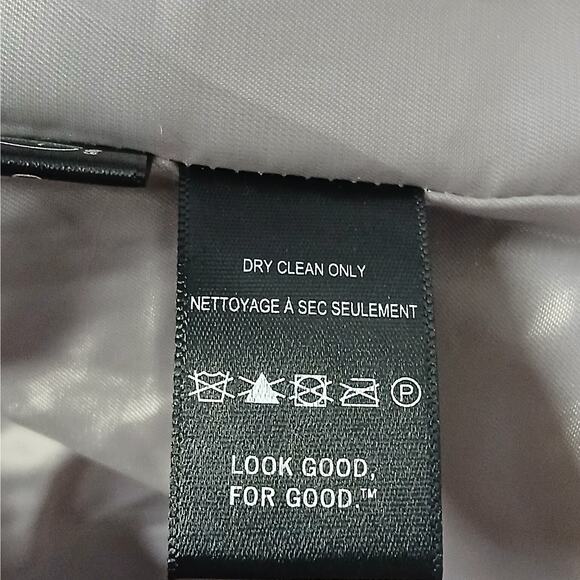 DRY CLEAN ONLY
NETTOYAGE À SEC SEULEMENT
P
LOOK GOOD,
FOR GOOD.™